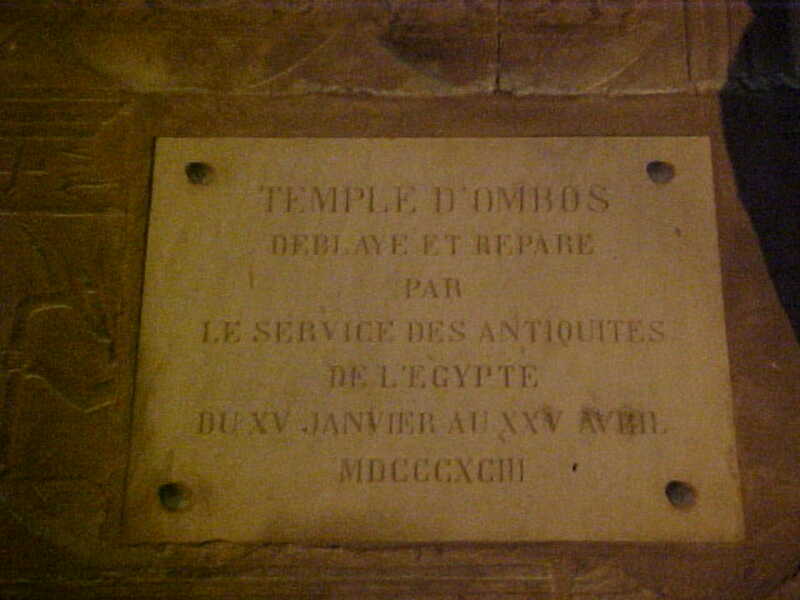 TEMPLE D'OMBOS
DEBLAYE ET REPARE
PAR
LE SERVICE DES ANTIQUITES
DE L'EGYPTE
DU XV JANVIER AU XXV AVRIL
MDCCCXCIII